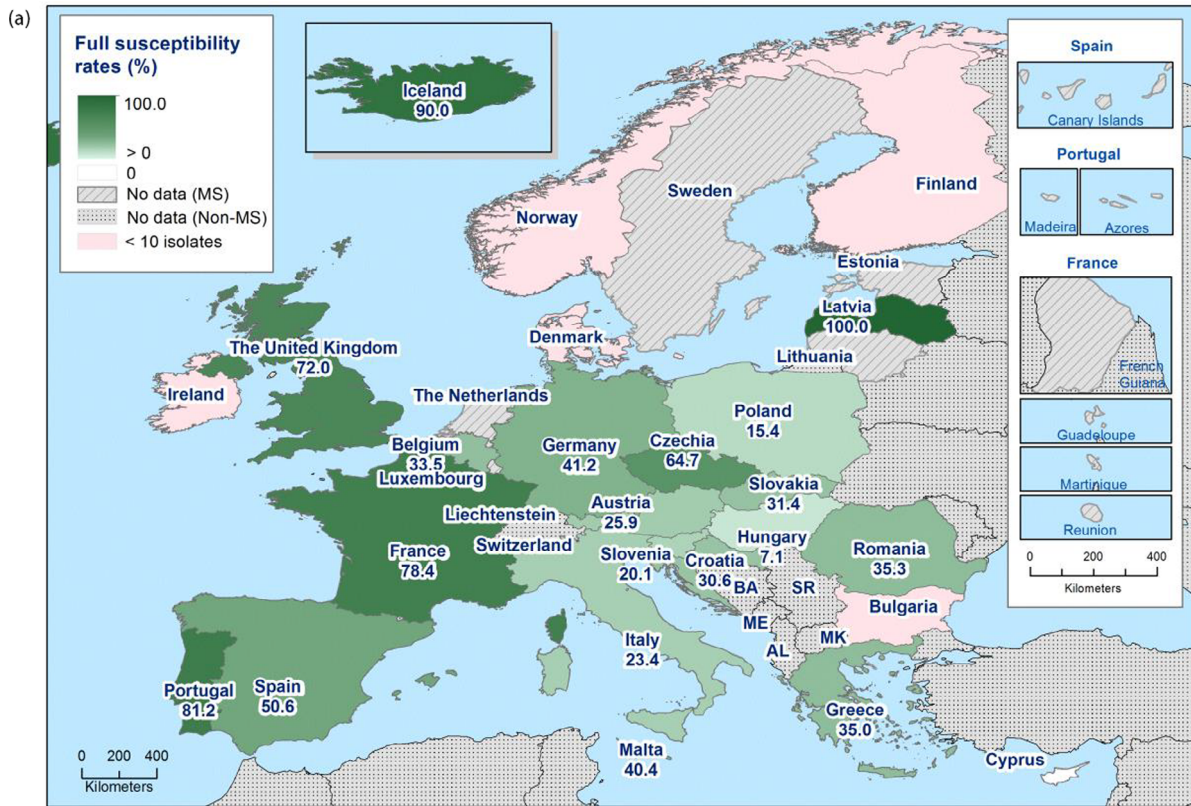 (a)
Full susceptibility
rates (%)
100.0
> 0
0
No data (MS)
No data (Non-MS)
< 10 isolates
Iceland
90.0
Sweden
Finland
Norway
Estonia
Latvia
100.0
Denmark
Lithuania
The United Kingdom
72.0
Ireland
The Netherlands
Poland
15.4
Belgium
33.5
Germany
41.2
Czechia
64.7
Luxembourg
Slovakia
31.4
Austria
25.9
Liechtenstein
Switzerland
Hungary
7.1
France
78.4
Slovenia
20.1
Croatia
30.6
Romania
35.3
BA
SR
Bulgaria
ME
MK
AL
Italy
23.4
Portugal
81.2
Spain
50.6
Greece
35.0
Malta
40.4
Cyprus
0 200 400
Kilometers
Spain
Canary Islands
Portugal
Madeira
Azores
France
French
Guiana
Guadeloupe
Martinique
Reunion
0 200 400
Kilometers